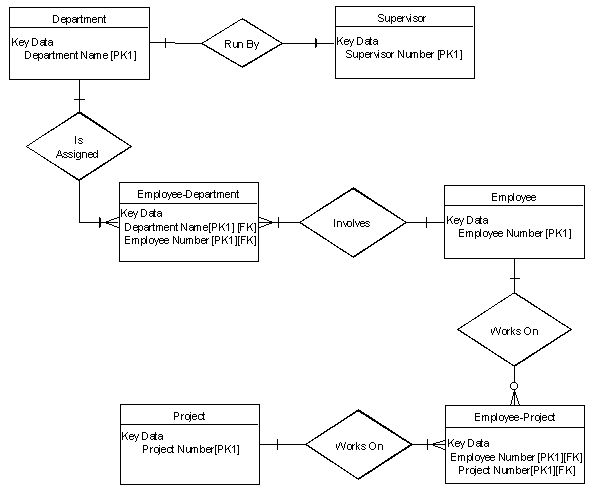 Department
Key Data
Department Name [PK1]
Run By
Supervisor
Key Data
Supervisor Number [PK1]
Is
Assigned
Employee-Department
Key Data
Department Name[PK1] [FK]
Employee Number [PK1][FK]
Involves
Employee
Key Data
Employee Number [PK1]
Works On
Project
Key Data
Project Number[PK1]
Works On
Employee-Project
Key Data
Employee Number [PK1][FK]
Project Number[PK1][FK]